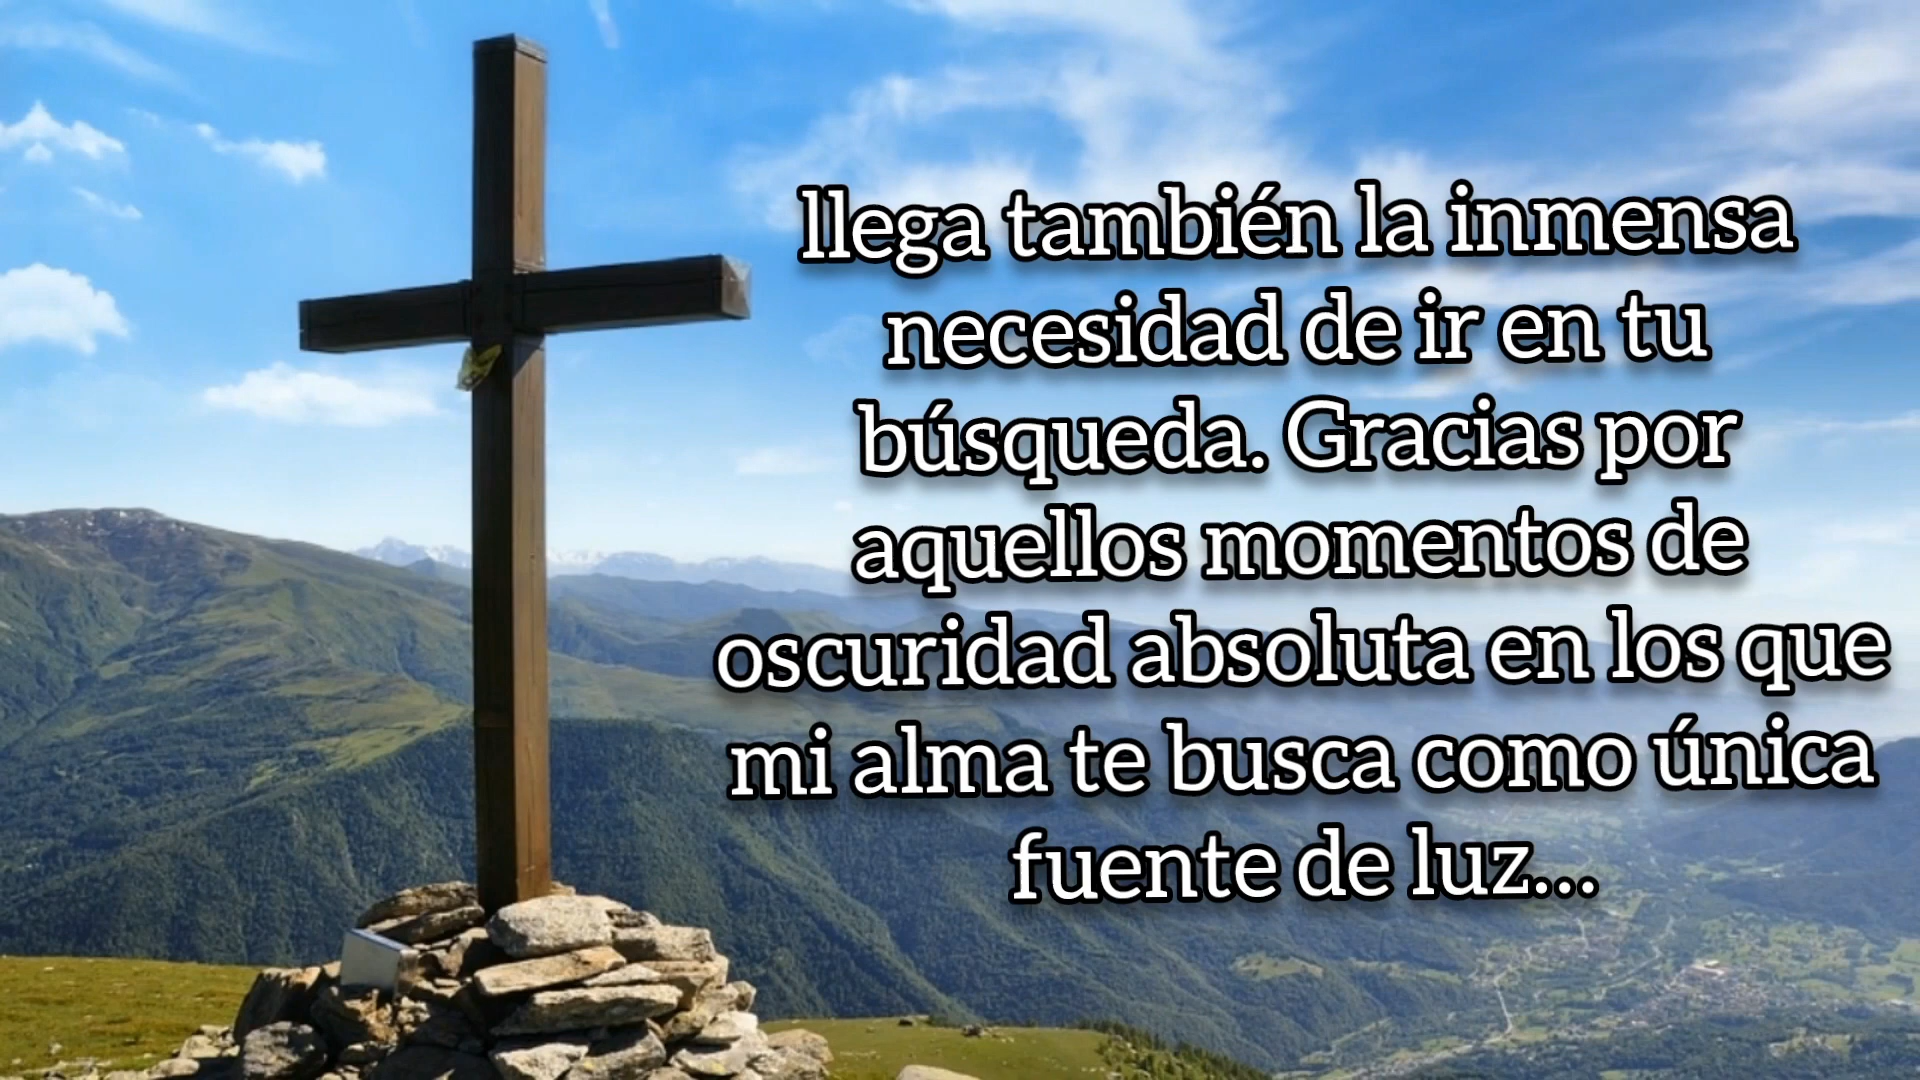 llega también la inmensa
necesidad de ir en tu
búsqueda. Gracias por
aquellos momentos de
oscuridad absoluta en los que
mi alma te busca como única
fuente de luz...